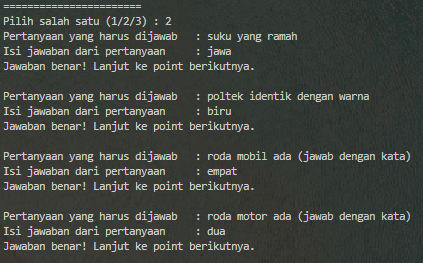 =======================
Pilih salah satu (1/2/3) : 2
Pertanyaan yang harus dijawab : suku yang ramah
Isi jawaban dari pertanyaan : jawa
Jawaban benar! Lanjut ke point berikutnya.
Pertanyaan yang harus dijawab : poltek identik dengan warna
Isi jawaban dari pertanyaan : biru
Jawaban benar! Lanjut ke point berikutnya.
Pertanyaan yang harus dijawab : roda mobil ada (jawab dengan kata)
Isi jawaban dari pertanyaan : empat
Jawaban benar! Lanjut ke point berikutnya.
Pertanyaan yang harus dijawab : roda motor ada (jawab dengan kata)
Isi jawaban dari pertanyaan : dua
Jawaban benar! Lanjut ke point berikutnya.